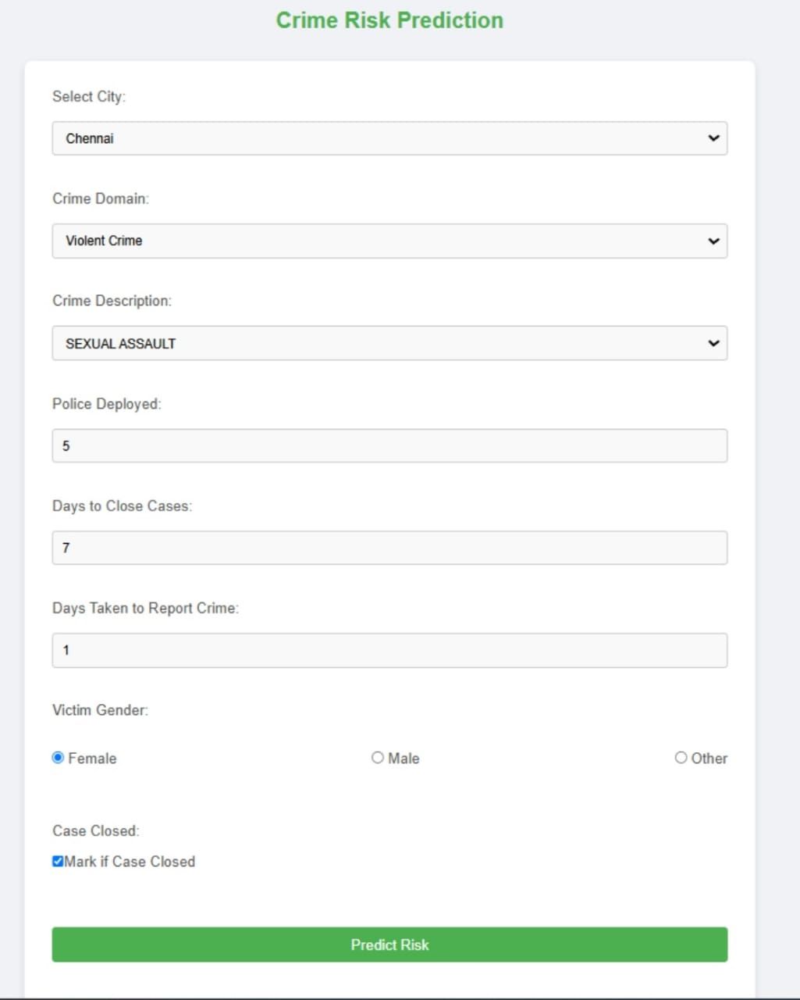 Crime Risk Prediction
Select City:
Chennai
Crime Domain:
Violent Crime
Crime Description:
SEXUAL ASSAULT
Police Deployed:
5
Days to Close Cases:
7
Days Taken to Report Crime:
1
Victim Gender:
Female Male Other
Case Closed:
Mark if Case Closed
Predict Risk